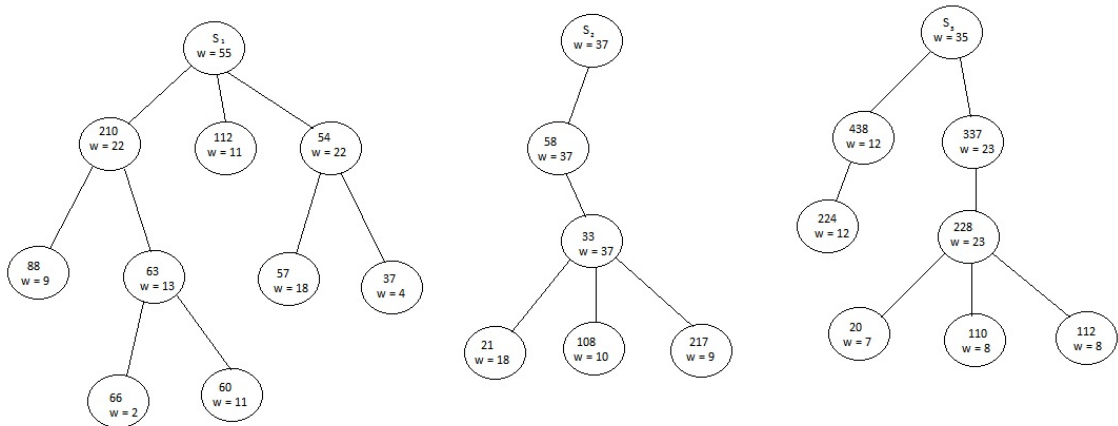 S₁
w = 55
210
w = 22
112
w = 11
54
w = 22
88
w = 9
63
w = 13
57
w = 18
37
w = 4
66
w = 2
60
w = 11
S₂
w = 37
58
w = 37
33
w = 37
21
w = 18
108
w = 10
217
w = 9
S₃
w = 35
438
w = 12
337
w = 23
224
w = 12
228
w = 23
20
w = 7
110
w = 8
112
w = 8